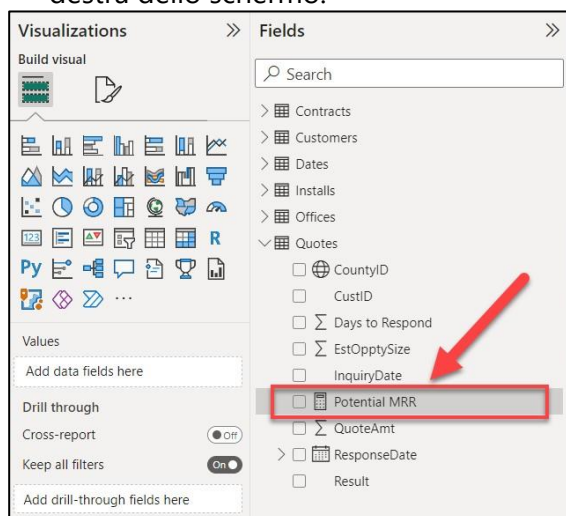 destra dello schermo.
Visualizations
Build visual
123
R
Py
...
Values
Add data fields here
Drill through
Cross-report
Off
Keep all filters
On
Add drill-through fields here
Fields
Search
Contracts
Customers
Dates
Installs
Offices
Quotes
CountyID
CustID
Days to Respond
EstOpptySize
InquiryDate
Potential MRR
QuoteAmt
ResponseDate
Result